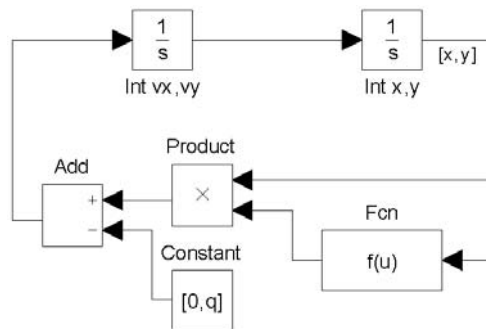 1
s
Int vx,vy
1
s
Int x,y
[x,y]
Product
×
Add
+
−
Fcn
f(u)
Constant
[0,q]